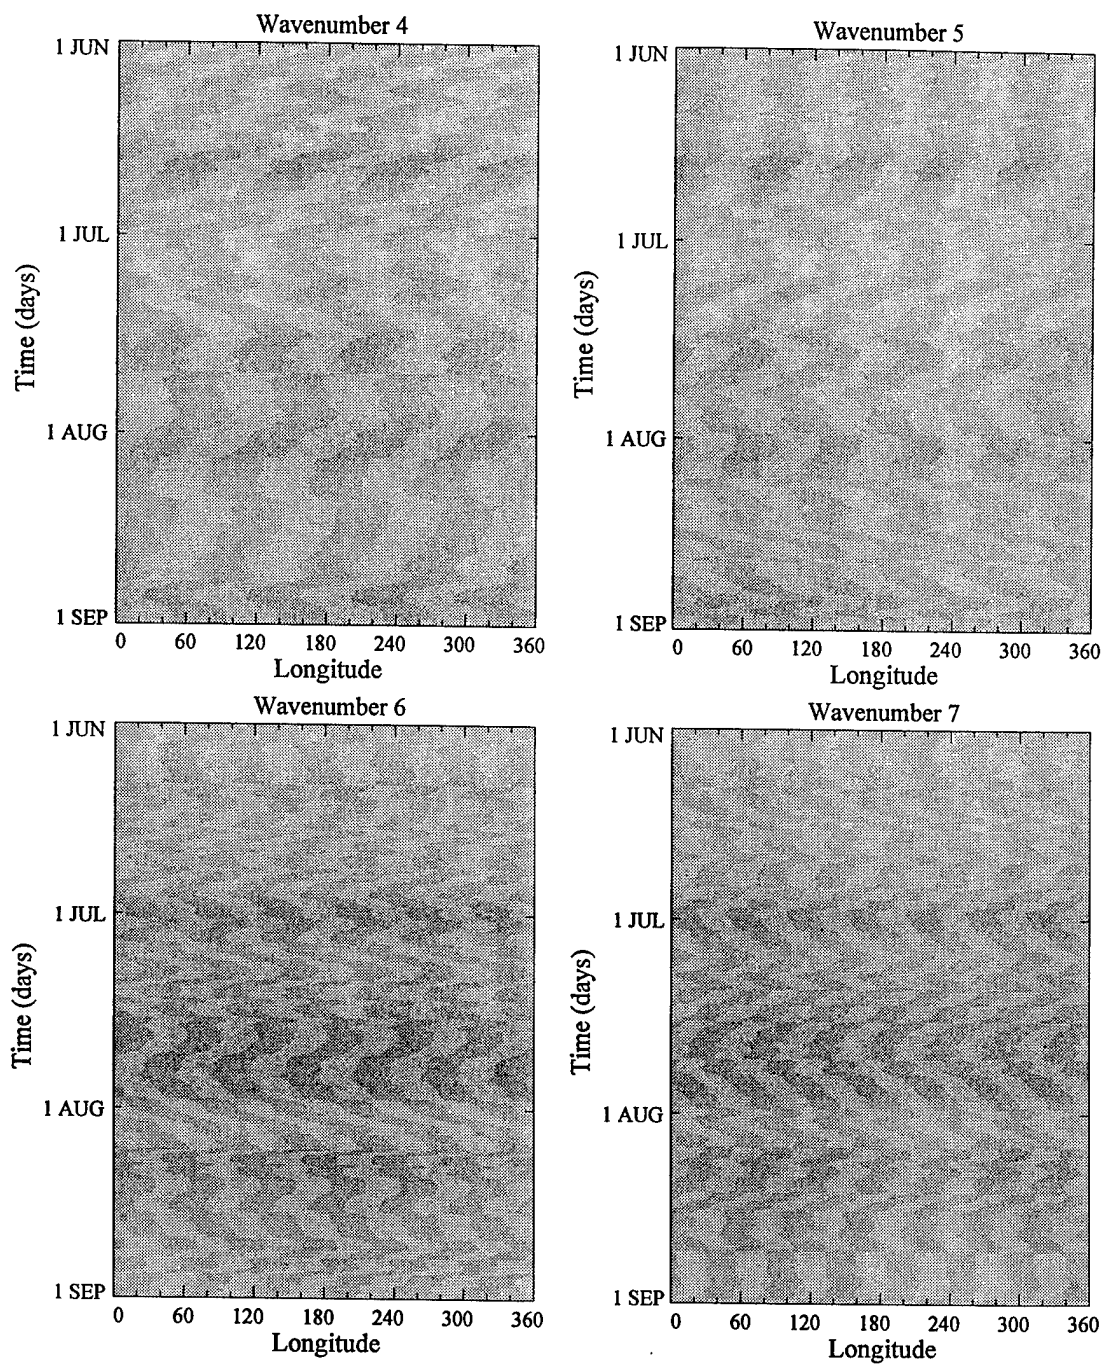 Wavenumber 4
1 JUN
1 JUL
1 AUG
1 SEP
Time (days)
0 60 120 180 240 300 360
Longitude
Wavenumber 5
1 JUN
1 JUL
1 AUG
1 SEP
Time (days)
0 60 120 180 240 300 360
Longitude
Wavenumber 6
1 JUN
1 JUL
1 AUG
1 SEP
Time (days)
0 60 120 180 240 300 360
Longitude
Wavenumber 7
1 JUN
1 JUL
1 AUG
1 SEP
Time (days)
0 60 120 180 240 300 360
Longitude